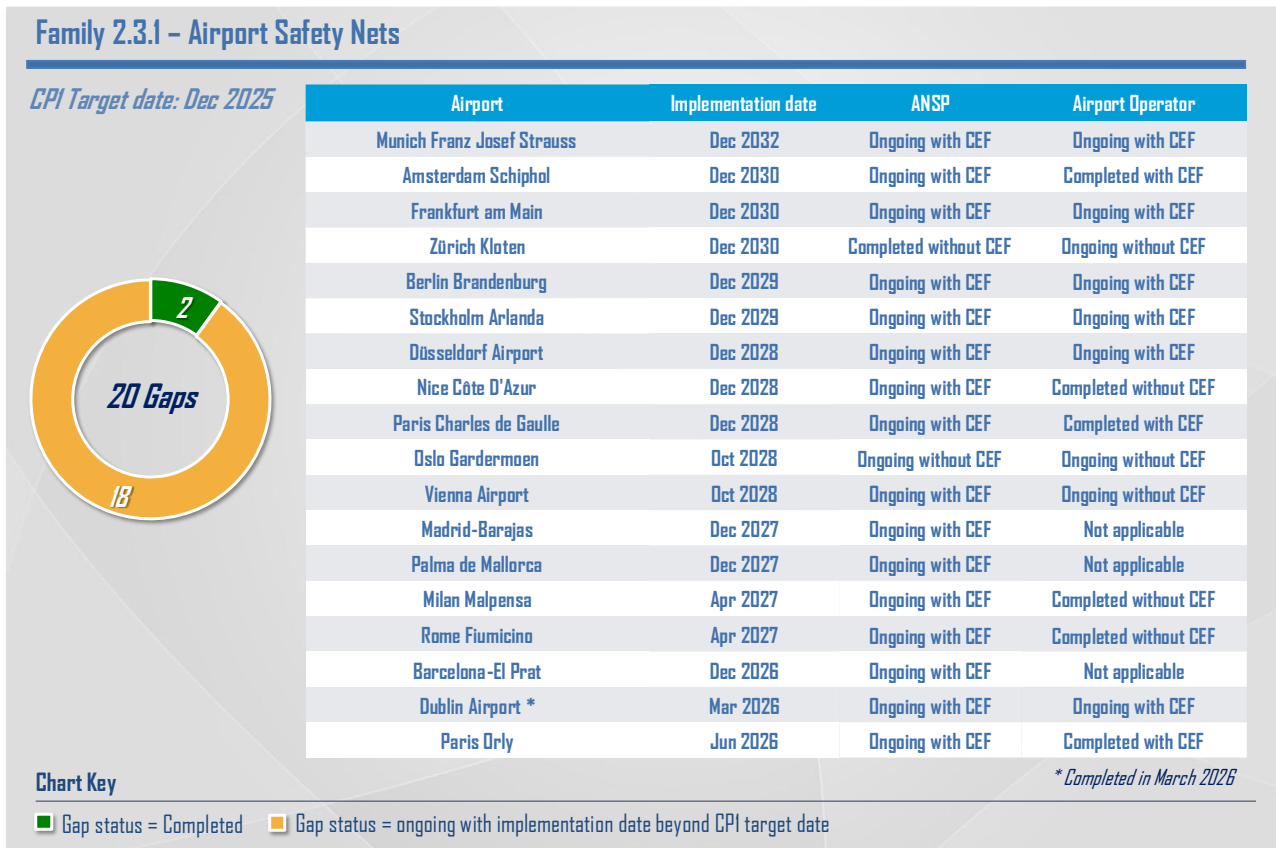 Family 2.3.1 – Airport Safety Nets
CP1 Target date: Dec 2025
Airport Implementation date ANSP Airport Operator
Munich Franz Josef Strauss Dec 2032 Ongoing with CEF Ongoing with CEF
Amsterdam Schiphol Dec 2030 Ongoing with CEF Completed with CEF
Frankfurt am Main Dec 2030 Ongoing with CEF Ongoing with CEF
Zürich Kloten Dec 2030 Completed without CEF Ongoing without CEF
Berlin Brandenburg Dec 2029 Ongoing with CEF Ongoing with CEF
Stockholm Arlanda Dec 2029 Ongoing with CEF Ongoing with CEF
Düsseldorf Airport Dec 2028 Ongoing with CEF Ongoing with CEF
Nice Côte D'Azur Dec 2028 Ongoing with CEF Completed without CEF
Paris Charles de Gaulle Dec 2028 Ongoing with CEF Completed with CEF
Oslo Gardermoen Oct 2028 Ongoing without CEF Ongoing without CEF
Vienna Airport Oct 2028 Ongoing with CEF Ongoing without CEF
Madrid-Barajas Dec 2027 Ongoing with CEF Not applicable
Palma de Mallorca Dec 2027 Ongoing with CEF Not applicable
Milan Malpensa Apr 2027 Ongoing with CEF Completed without CEF
Rome Fiumicino Apr 2027 Ongoing with CEF Completed without CEF
Barcelona-El Prat Dec 2026 Ongoing with CEF Not applicable
Dublin Airport * Mar 2026 Ongoing with CEF Ongoing with CEF
Paris Orly Jun 2026 Ongoing with CEF Completed with CEF
2
20 Gaps
18
* Completed in March 2026
Chart Key
Gap status = Completed
Gap status = ongoing with implementation date beyond CP1 target date